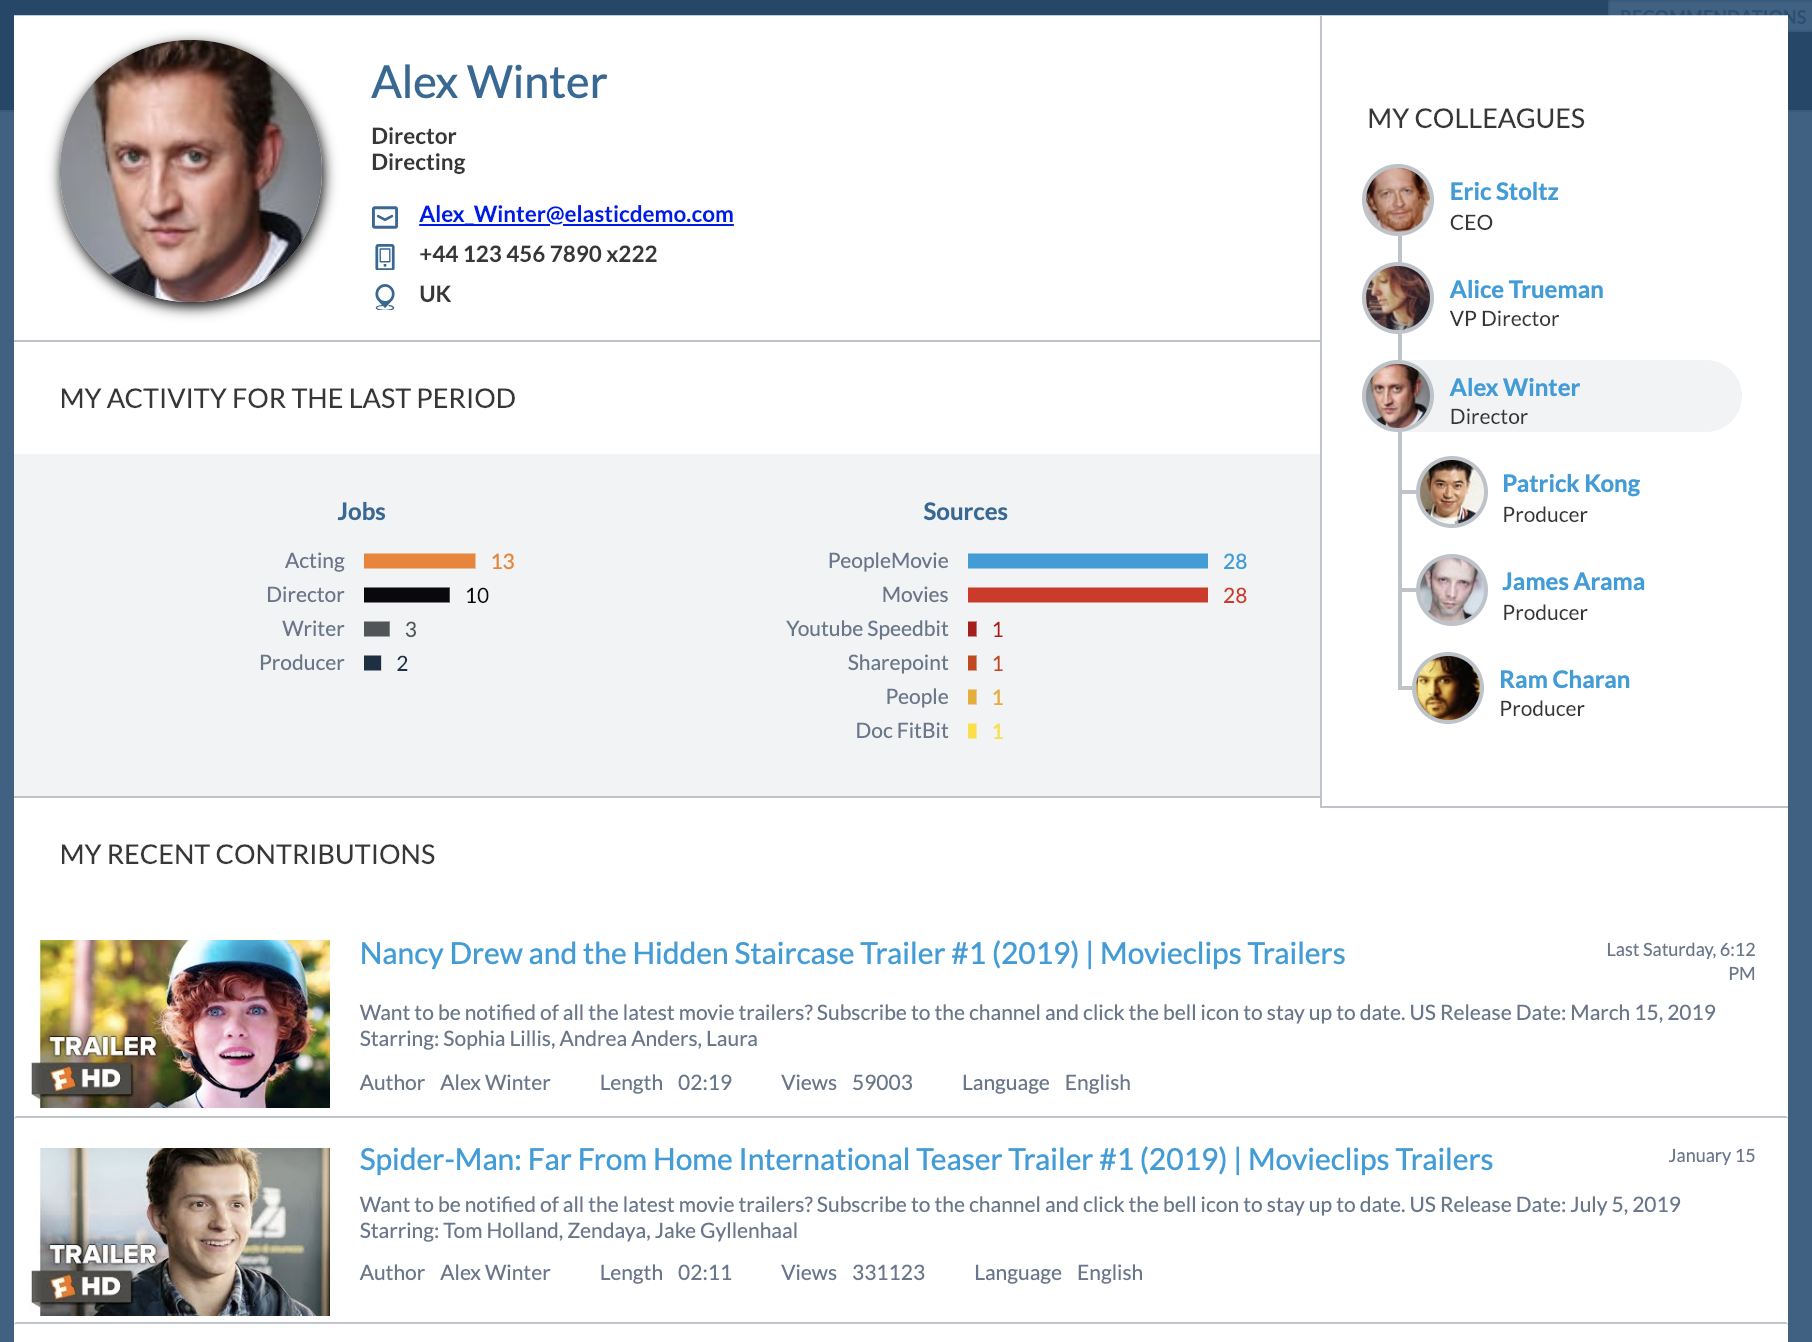 RECOMMENDATIONS
Alex Winter
Director
Directing
Alex_Winter@elasticdemo.com
+44 123 456 7890 x222
UK
MY ACTIVITY FOR THE LAST PERIOD
Jobs
Acting 13
Director 10
Writer 3
Producer 2
Sources
PeopleMovie 28
Movies 28
Youtube Speedbit 1
Sharepoint 1
People 1
Doc FitBit 1
MY COLLEAGUES
Eric Stoltz
CEO
Alice Trueman
VP Director
Alex Winter
Director
Patrick Kong
Producer
James Arama
Producer
Ram Charan
Producer
MY RECENT CONTRIBUTIONS
TRAILER
HD
Nancy Drew and the Hidden Staircase Trailer #1 (2019) | Movieclips Trailers
Last Saturday, 6:12
PM
Want to be notified of all the latest movie trailers? Subscribe to the channel and click the bell icon to stay up to date. US Release Date: March 15, 2019
Starring: Sophia Lillis, Andrea Anders, Laura
Author Alex Winter Length 02:19 Views 59003 Language English
TRAILER
HD
Spider-Man: Far From Home International Teaser Trailer #1 (2019) | Movieclips Trailers
January 15
Want to be notified of all the latest movie trailers? Subscribe to the channel and click the bell icon to stay up to date. US Release Date: July 5, 2019
Starring: Tom Holland, Zendaya, Jake Gyllenhaal
Author Alex Winter Length 02:11 Views 331123 Language English